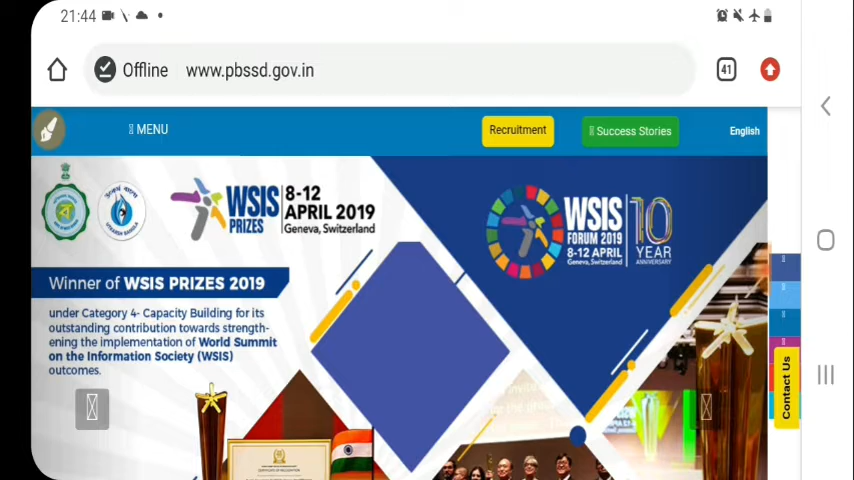 21:44
Offline www.pbssd.gov.in
41
MENU
Recruitment
Success Stories
English
WSIS
PRIZES
8-12
APRIL 2019
Geneva, Switzerland
WSIS
FORUM 2019
8-12 APRIL
Geneva, Switzerland
10
YEAR
ANNIVERSARY
Winner of WSIS PRIZES 2019
under Category 4- Capacity Building for its
outstanding contribution towards strength-
ening the implementation of World Summit
on the Information Society (WSIS)
outcomes.
Contact Us